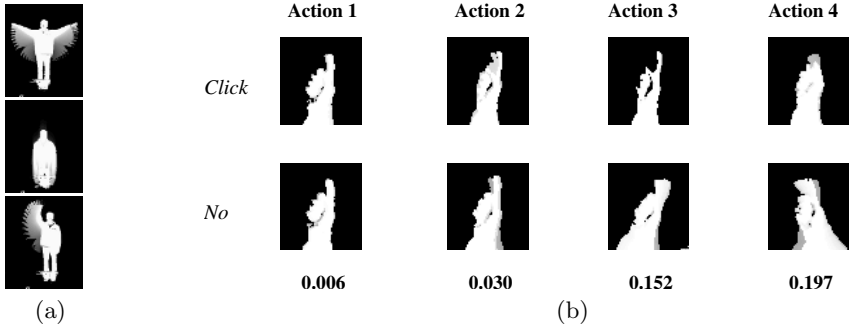 Action 1 Action 2 Action 3 Action 4
Click
No
0.006 0.030 0.152 0.197
(a) (b)